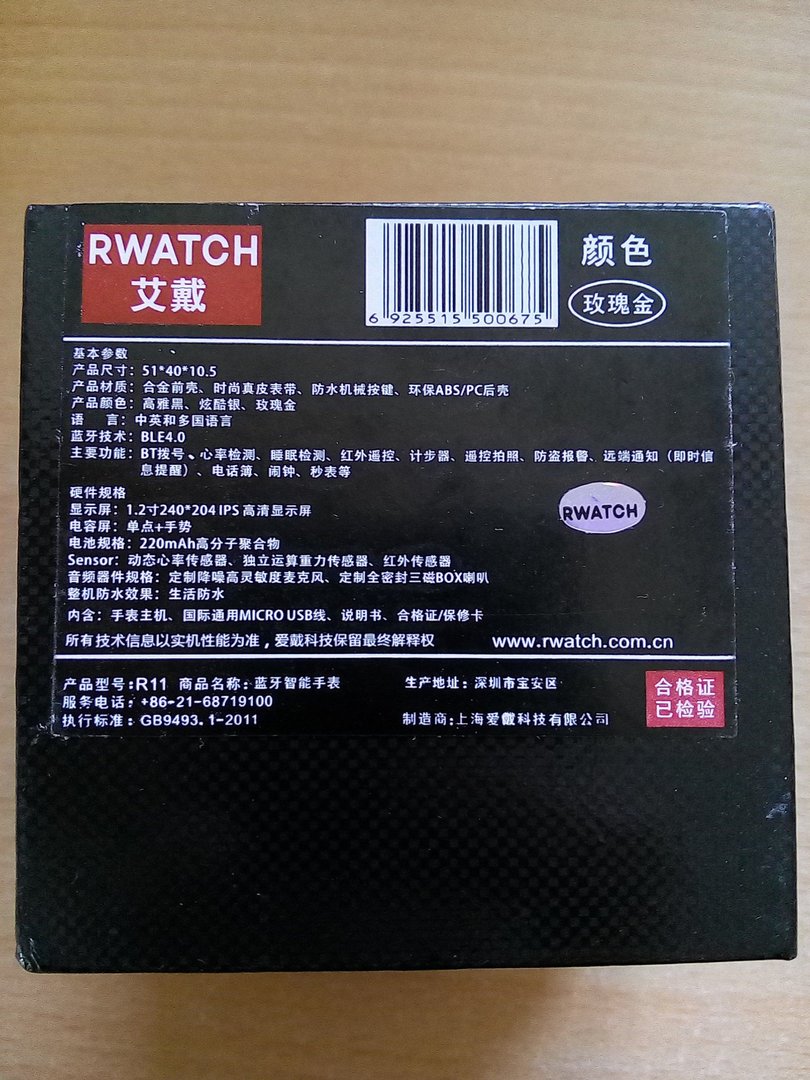 RWATCH
艾戴
6 925515 500675
颜色
玫瑰金
基本参数
产品尺寸：51*40*10.5
产品材质：合金前壳、时尚真皮表带、防水机械按键、环保ABS/PC后壳
产品颜色：高雅黑、炫酷银、玫瑰金
语 言：中英和多国语言
蓝牙技术：BLE4.0
主要功能：BT拨号、心率检测、睡眠检测、红外遥控、计步器、遥控拍照、防盗报警、远端通知（即时信
息提醒）、电话簿、闹钟、秒表等
硬件规格
显示屏：1.2寸240*204 IPS 高清显示屏
电容屏：单点+手势
电池规格：220mAh高分子聚合物
Sensor：动态心率传感器、独立运算重力传感器、红外传感器
音频器件规格：定制降噪高灵敏度麦克风、定制全密封三磁BOX喇叭
整机防水效果：生活防水
RWATCH
内含：手表主机、国际通用MICRO USB线、说明书、合格证/保修卡
所有技术信息以实机性能为准，爱戴科技保留最终解释权 www.rwatch.com.cn
产品型号：R11 商品名称：蓝牙智能手表 生产地址：深圳市宝安区
服务电话：+86-21-68719100
执行标准：GB9493.1-2011 制造商：上海爱戴科技有限公司
合格证
已检验